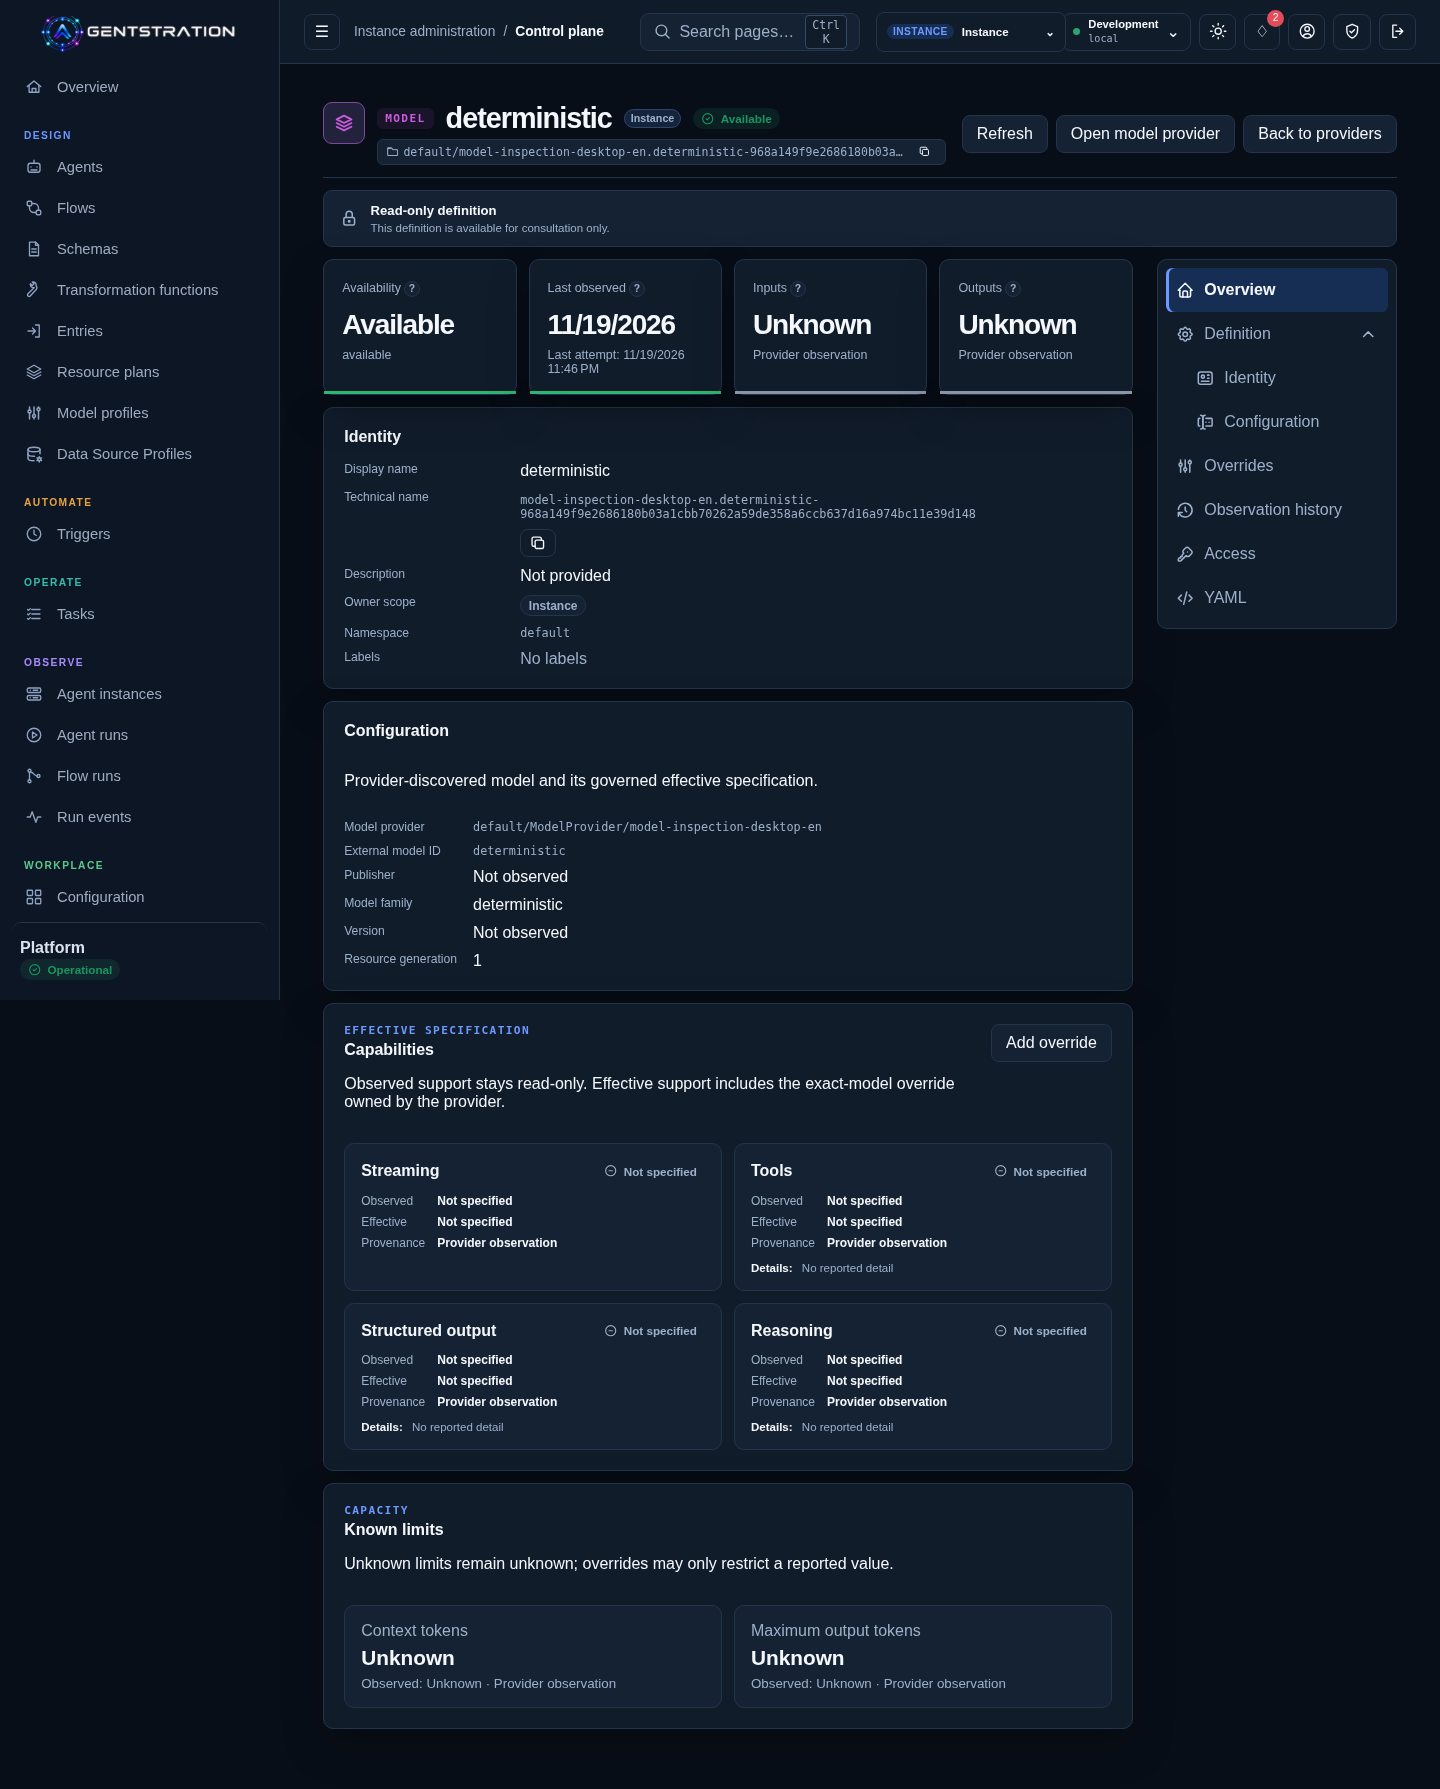 GENTSTRATION
Overview
DESIGN
Agents
Flows
Schemas
Transformation functions
Entries
Resource plans
Model profiles
Data Source Profiles
AUTOMATE
Triggers
OPERATE
Tasks
OBSERVE
Agent instances
Agent runs
Flow runs
Run events
WORKPLACE
Configuration
Platform
Operational
Instance administration / Control plane
Search pages…
Ctrl
K
INSTANCE Instance
Development
local
2
MODEL deterministic Instance Available
default/model-inspection-desktop-en.deterministic-968a149f9e2686180b03a…
Refresh
Open model provider
Back to providers
Read-only definition
This definition is available for consultation only.
Availability ?
Available
available
Last observed ?
11/19/2026
Last attempt: 11/19/2026
11:46 PM
Inputs ?
Unknown
Provider observation
Outputs ?
Unknown
Provider observation
Overview
Definition
Identity
Configuration
Overrides
Observation history
Access
YAML
Identity
Display name deterministic
Technical name model-inspection-desktop-en.deterministic-
968a149f9e2686180b03a1cbb70262a59de358a6ccb637d16a974bc11e39d148
Description Not provided
Owner scope Instance
Namespace default
Labels No labels
Configuration
Provider-discovered model and its governed effective specification.
Model provider default/ModelProvider/model-inspection-desktop-en
External model ID deterministic
Publisher Not observed
Model family deterministic
Version Not observed
Resource generation 1
EFFECTIVE SPECIFICATION
Capabilities
Add override
Observed support stays read-only. Effective support includes the exact-model override
owned by the provider.
Streaming Not specified
Observed Not specified
Effective Not specified
Provenance Provider observation
Tools Not specified
Observed Not specified
Effective Not specified
Provenance Provider observation
Details: No reported detail
Structured output Not specified
Observed Not specified
Effective Not specified
Provenance Provider observation
Details: No reported detail
Reasoning Not specified
Observed Not specified
Effective Not specified
Provenance Provider observation
Details: No reported detail
CAPACITY
Known limits
Unknown limits remain unknown; overrides may only restrict a reported value.
Context tokens
Unknown
Observed: Unknown · Provider observation
Maximum output tokens
Unknown
Observed: Unknown · Provider observation